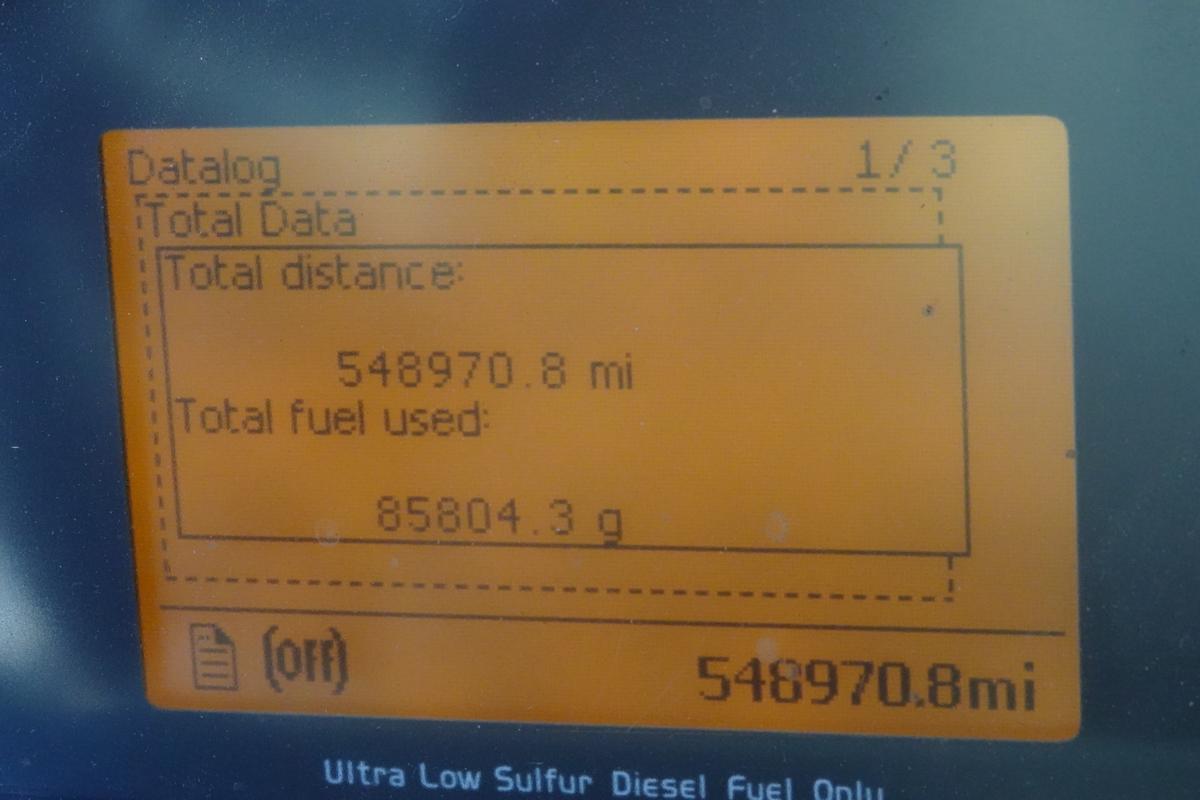 Datalog 1/3
Total Data
Total distance:
548970.8 mi
Total fuel used:
85804.3 g
(Off) 548970.8mi
Ultra Low Sulfur Diesel Fuel Only